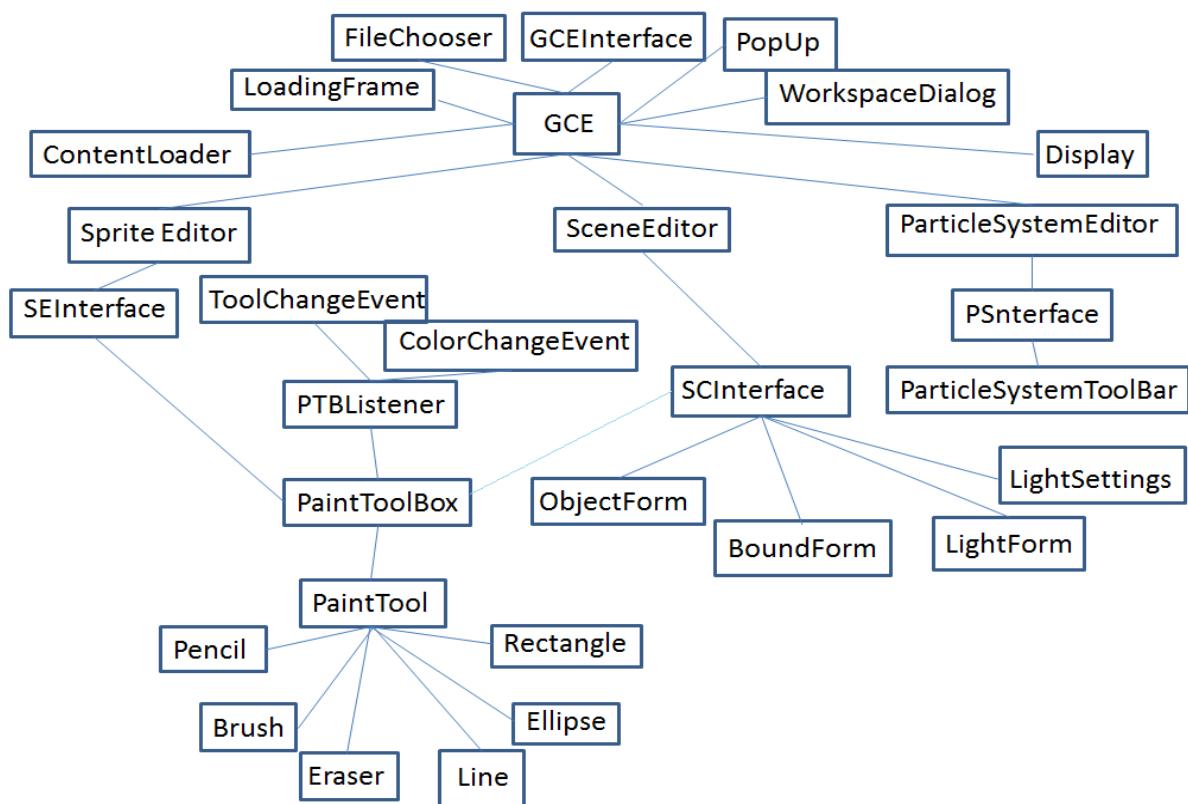 FileChooser
GCEInterface
PopUp
LoadingFrame
WorkspaceDialog
GCE
ContentLoader
Display
Sprite Editor
SceneEditor
ParticleSystemEditor
SEInterface
ToolChangeEvent
PSnterface
ColorChangeEvent
SCInterface
ParticleSystemToolBar
PTBListener
LightSettings
PaintToolBox
ObjectForm
BoundForm
LightForm
PaintTool
Pencil
Rectangle
Brush
Ellipse
Eraser
Line